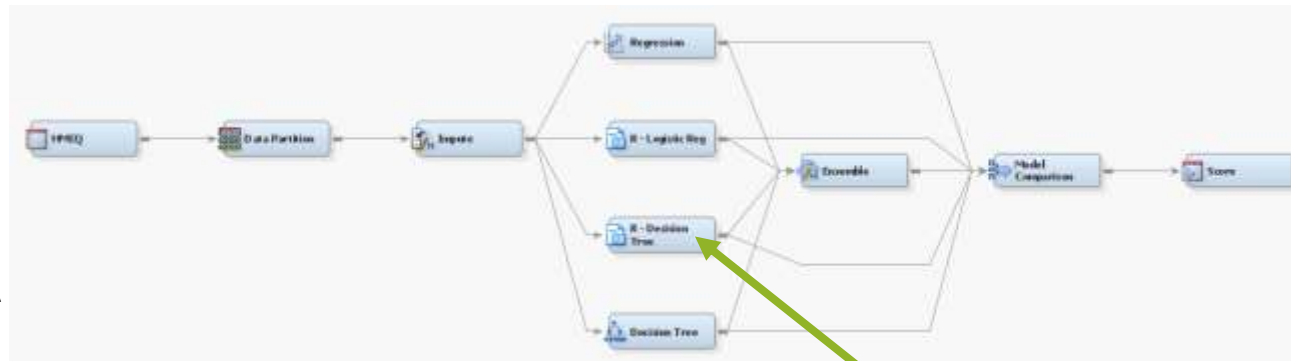 HMEQ
Data Partition
Impute
Regression
R - Logistic Reg
R - Decision
Tree
Decision Tree
Ensemble
Model
Comparison
Score